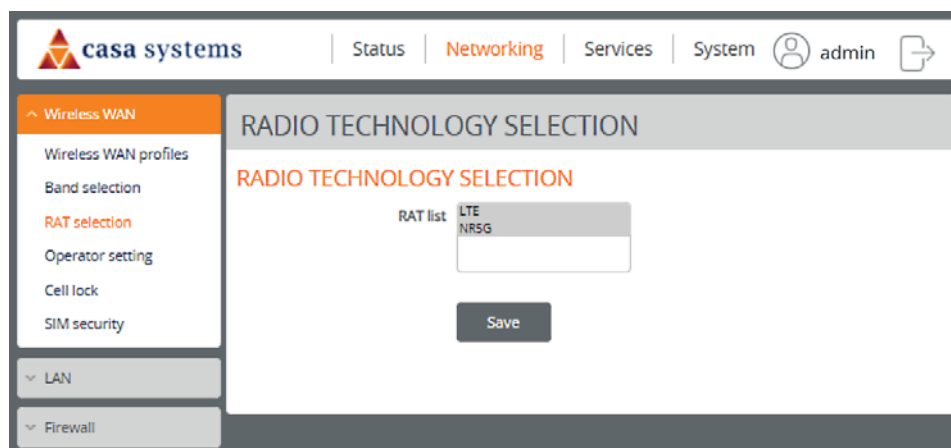 casa systems
Status
Networking
Services
System
admin
Wireless WAN
Wireless WAN profiles
Band selection
RAT selection
Operator setting
Cell lock
SIM security
LAN
Firewall
RADIO TECHNOLOGY SELECTION
RADIO TECHNOLOGY SELECTION
RAT list
LTE
NR5G
Save